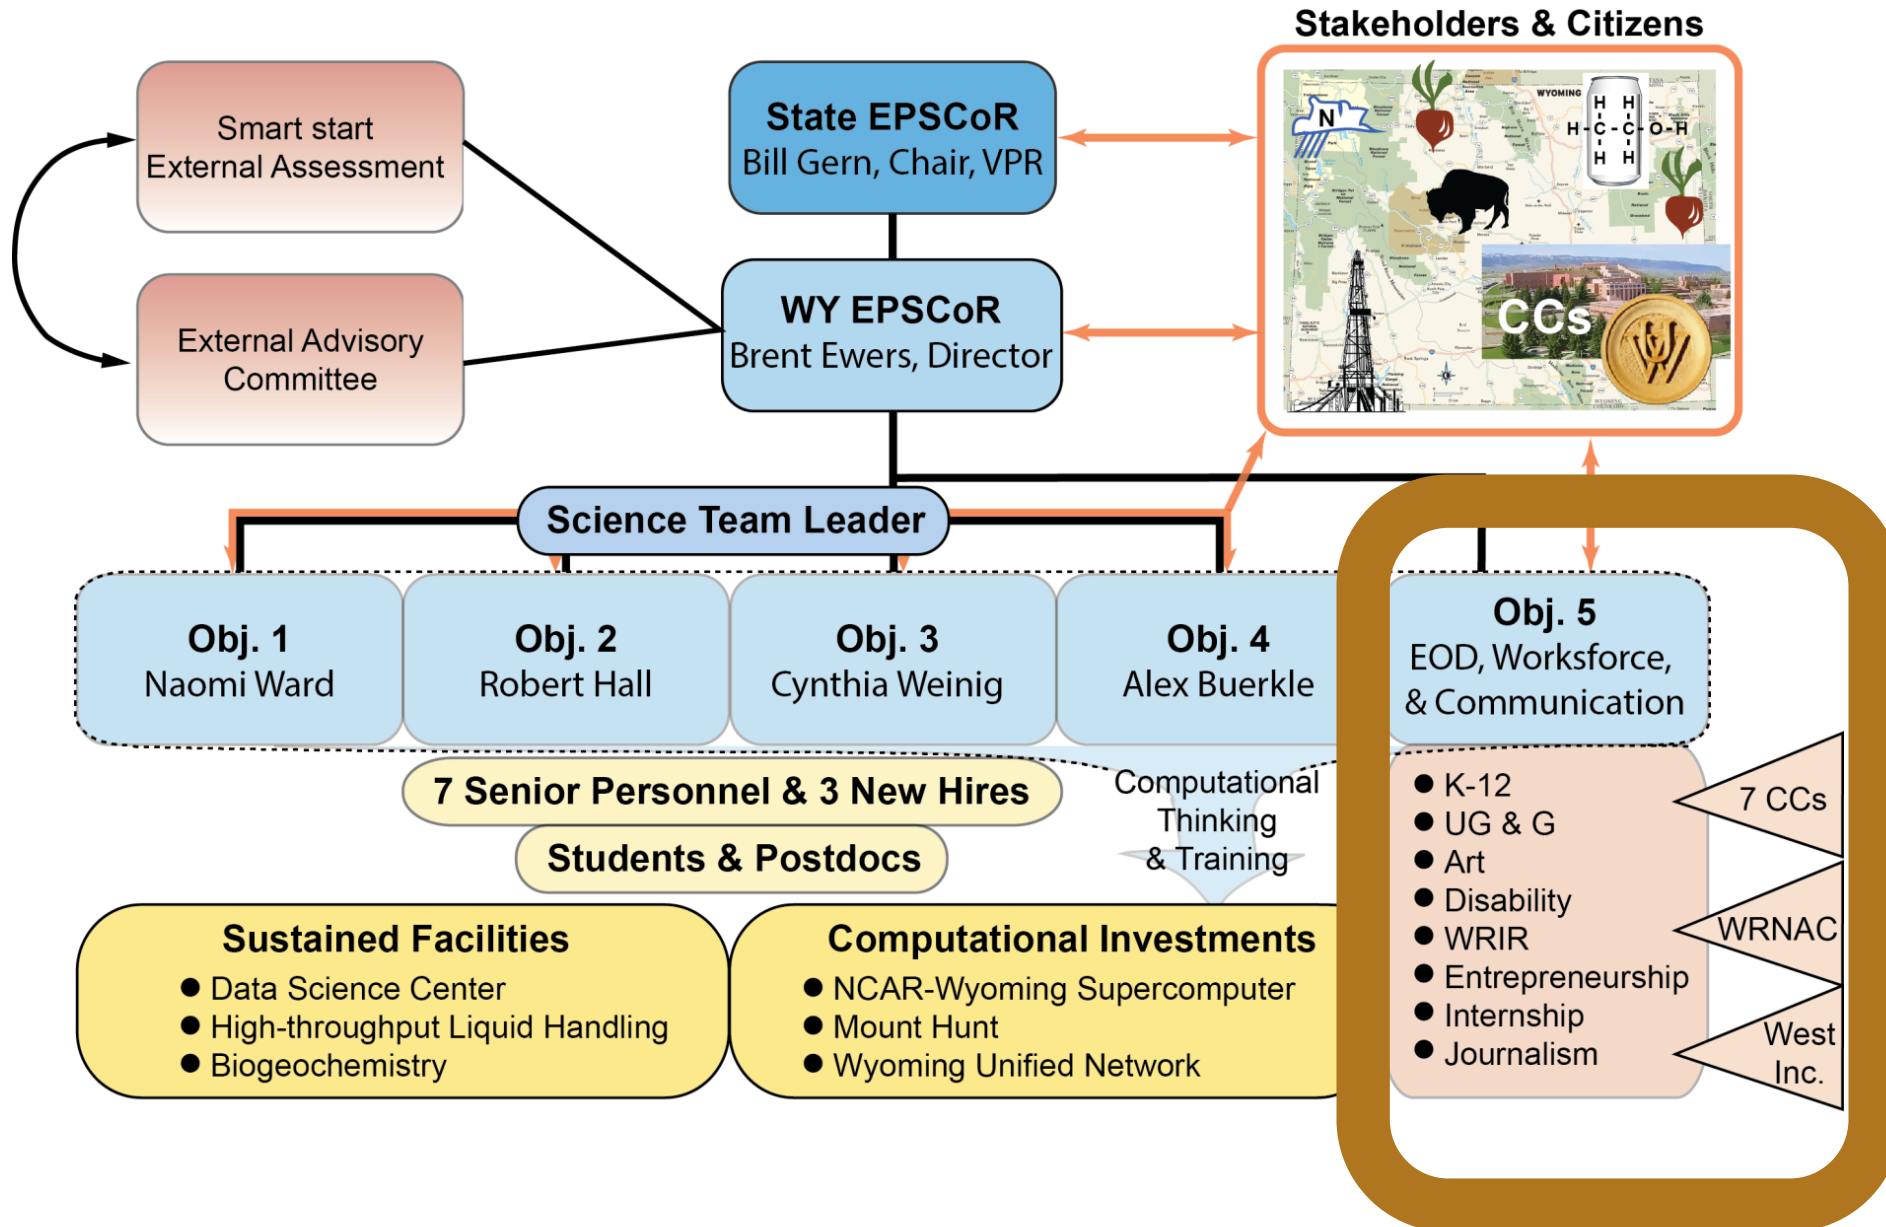 Stakeholders & Citizens
Smart start
External Assessment
External Advisory
Committee
State EPSCoR
Bill Gern, Chair, VPR
WY EPSCoR
Brent Ewers, Director
WYOMING
N
H H
H-C-C-O-H
H H
CCs
UW
Science Team Leader
Obj. 1
Naomi Ward
Obj. 2
Robert Hall
Obj. 3
Cynthia Weinig
Obj. 4
Alex Buerkle
Obj. 5
EOD, Worksforce,
& Communication
7 Senior Personnel & 3 New Hires
Students & Postdocs
Computational
Thinking
& Training
Sustained Facilities
● Data Science Center
● High-throughput Liquid Handling
● Biogeochemistry
Computational Investments
● NCAR-Wyoming Supercomputer
● Mount Hunt
● Wyoming Unified Network
● K-12
● UG & G
● Art
● Disability
● WRIR
● Entrepreneurship
● Internship
● Journalism
7 CCs
WRNAC
West
Inc.